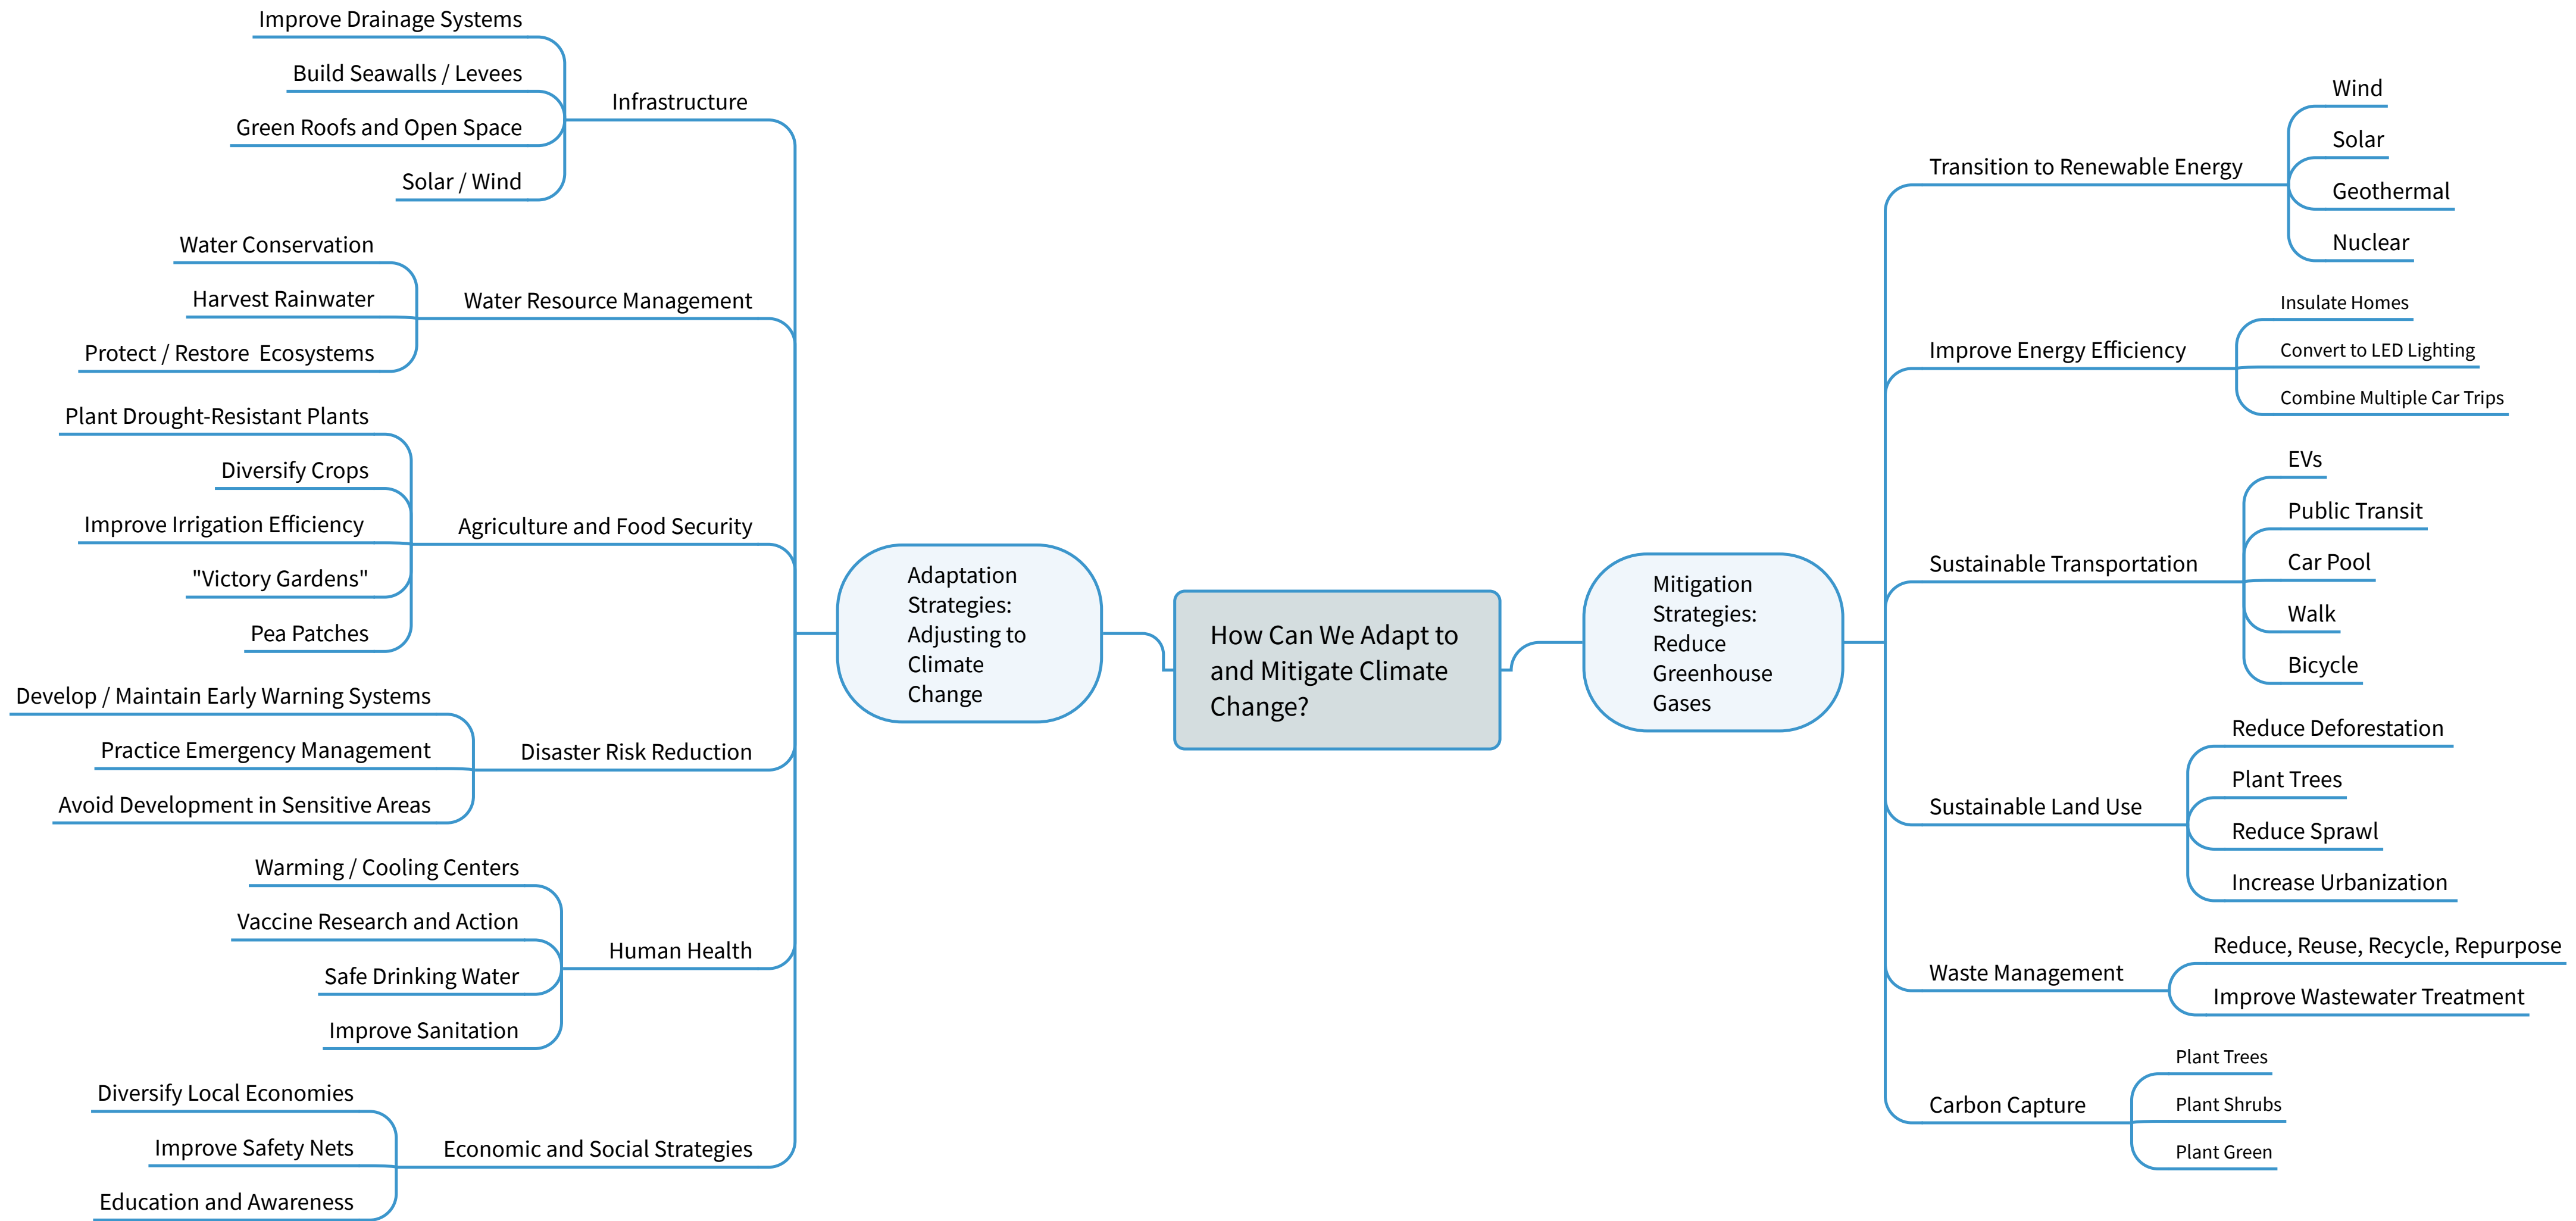 How Can We Adapt to
and Mitigate Climate
Change?
Adaptation
Strategies:
Adjusting to
Climate
Change
Infrastructure
Improve Drainage Systems
Build Seawalls / Levees
Green Roofs and Open Space
Solar / Wind
Water Resource Management
Water Conservation
Harvest Rainwater
Protect / Restore  Ecosystems
Agriculture and Food Security
Plant Drought-Resistant Plants
Diversify Crops
Improve Irrigation Efficiency
"Victory Gardens"
Pea Patches
Disaster Risk Reduction
Develop / Maintain Early Warning Systems
Practice Emergency Management
Avoid Development in Sensitive Areas
Human Health
Warming / Cooling Centers
Vaccine Research and Action
Safe Drinking Water
Improve Sanitation
Economic and Social Strategies
Diversify Local Economies
Improve Safety Nets
Education and Awareness
Mitigation
Strategies:
Reduce
Greenhouse
Gases
Transition to Renewable Energy
Wind
Solar
Geothermal
Nuclear
Improve Energy Efficiency
Insulate Homes
Convert to LED Lighting
Combine Multiple Car Trips
Sustainable Transportation
EVs
Public Transit
Car Pool
Walk
Bicycle
Sustainable Land Use
Reduce Deforestation
Plant Trees
Reduce Sprawl
Increase Urbanization
Waste Management
Reduce, Reuse, Recycle, Repurpose
Improve Wastewater Treatment
Carbon Capture
Plant Trees
Plant Shrubs
Plant Green